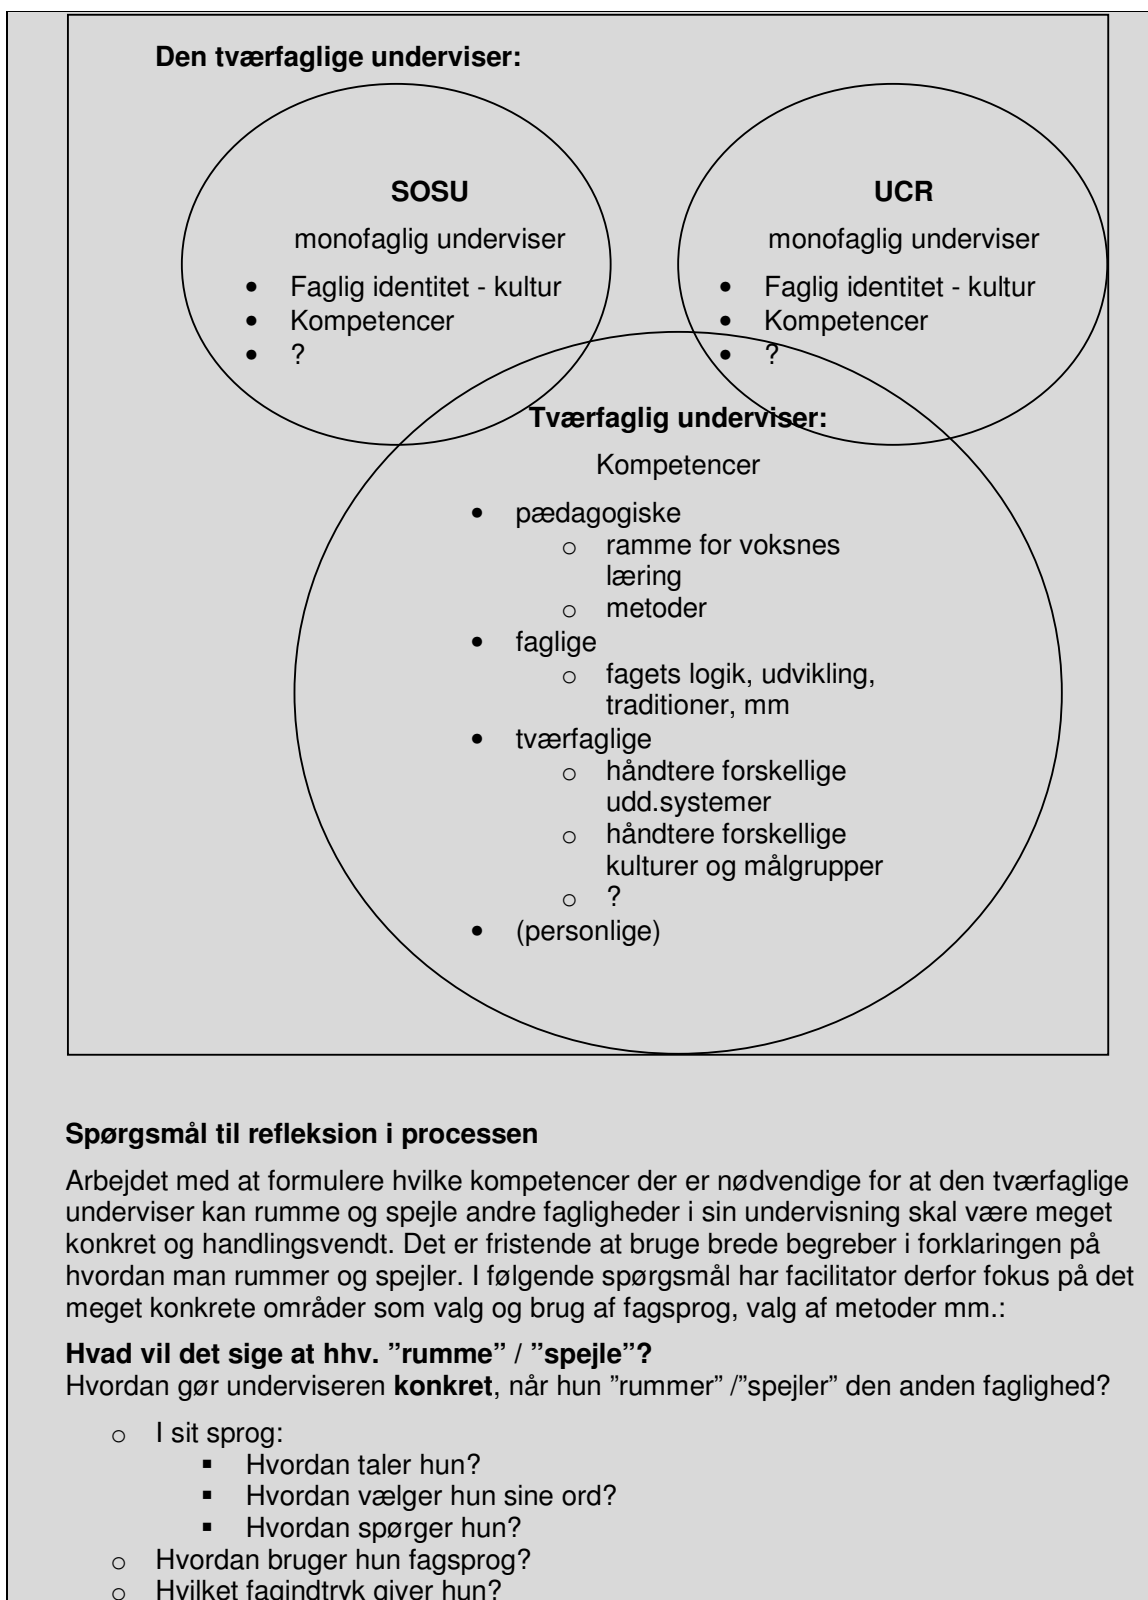 Den tværfaglige underviser:
SOSU
monofaglig underviser
• Faglig identitet - kultur
• Kompetencer
• ?
UCR
monofaglig underviser
• Faglig identitet - kultur
• Kompetencer
• ?
Tværfaglig underviser:
Kompetencer
• pædagogiske
o ramme for voksnes
læring
o metoder
• faglige
o fagets logik, udvikling,
traditioner, mm
• tværfaglige
o håndtere forskellige
udd.systemer
o håndtere forskellige
kulturer og målgrupper
o ?
• (personlige)
Spørgsmål til refleksion i processen
Arbejdet med at formulere hvilke kompetencer der er nødvendige for at den tværfaglige
underviser kan rumme og spejle andre fagligheder i sin undervisning skal være meget
konkret og handlingsvendt. Det er fristende at bruge brede begreber i forklaringen på
hvordan man rummer og spejler. I følgende spørgsmål har facilitator derfor fokus på det
meget konkrete områder som valg og brug af fagsprog, valg af metoder mm.:
Hvad vil det sige at hhv. ”rumme” / ”spejle”?
Hvordan gør underviseren konkret, når hun ”rummer” /”spejler” den anden faglighed?
o I sit sprog:
▪ Hvordan taler hun?
▪ Hvordan vælger hun sine ord?
▪ Hvordan spørger hun?
o Hvordan bruger hun fagsprog?
o Hvilket fagindtryk giver hun?